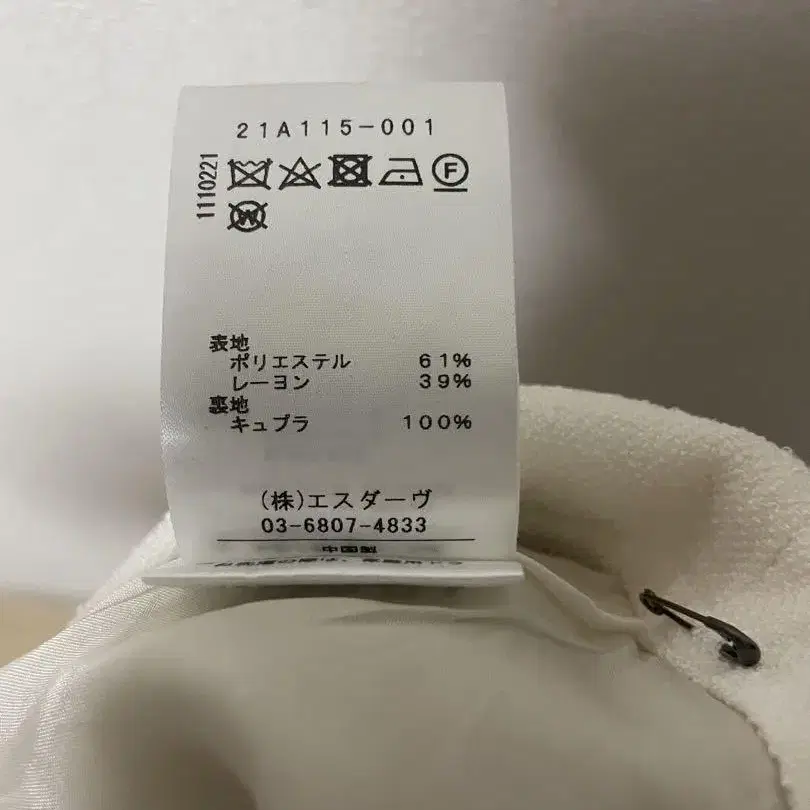 21A115-001
1110221
F
W
表地
ポリエステル 61%
レーヨン 39%
裏地
キュプラ 100%
(株)エスダーヴ
03-6807-4833
中国製